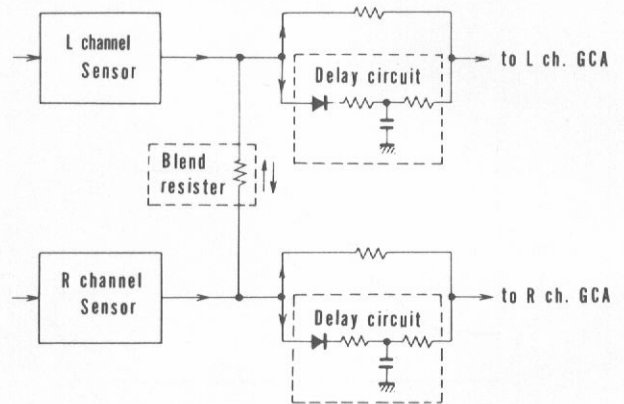 L channel
Sensor
Delay circuit
to L ch. GCA
Blend
resister
R channel
Sensor
Delay circuit
to R ch. GCA